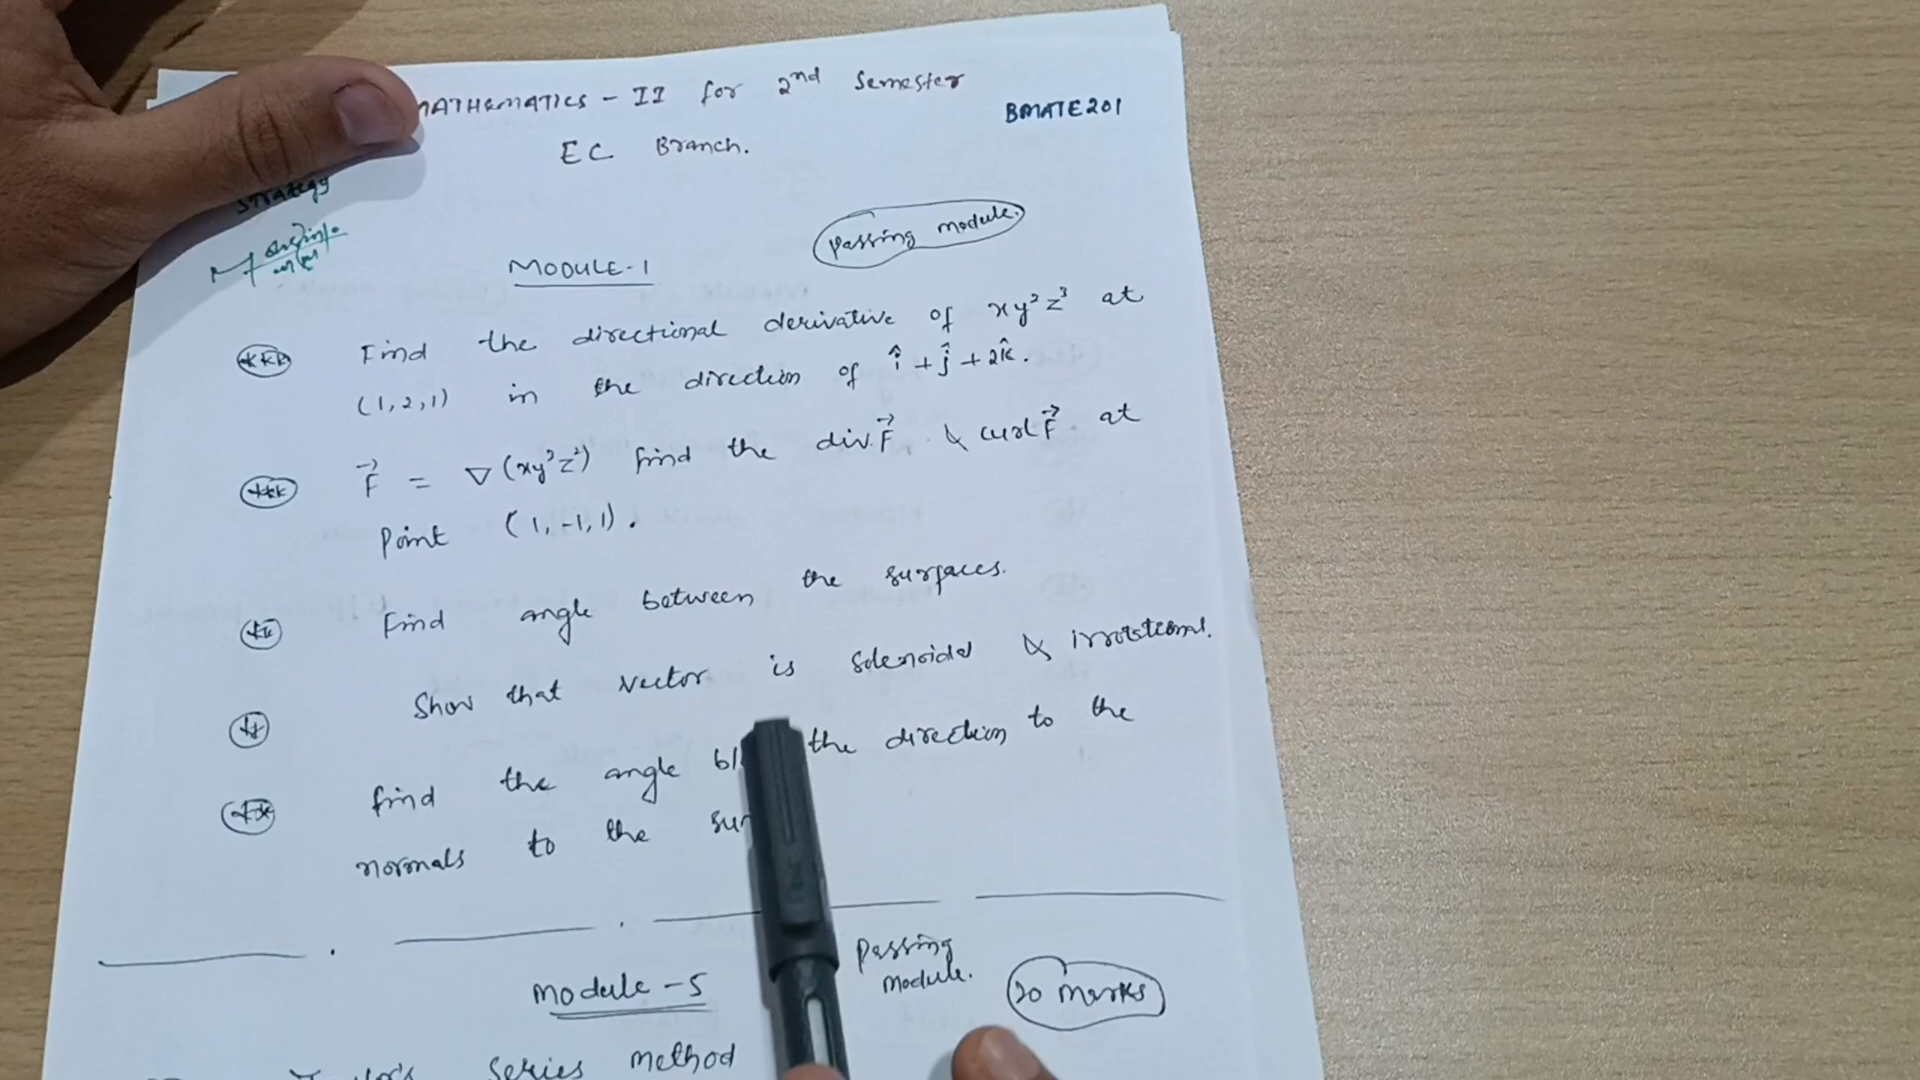 MATHEMATICS - II for 2nd Semester
BMATE201
EC Branch.
strategy
Passing module.
MODULE-1
*** Find the directional derivative of xy²z³ at
(1,2,1) in the direction of î + ĵ + 2k̂.
*** F⃗ = ∇(xy³z²) find the div.F⃗ & curl F⃗ at
Point (1,-1,1).
** Find angle between the surfaces.
** Show that vector is solenoidal & irrotational.
** find the angle b/ the direction to the
normals to the sur
Module - 5
Passing
module.
20 marks
Taylor's Series method